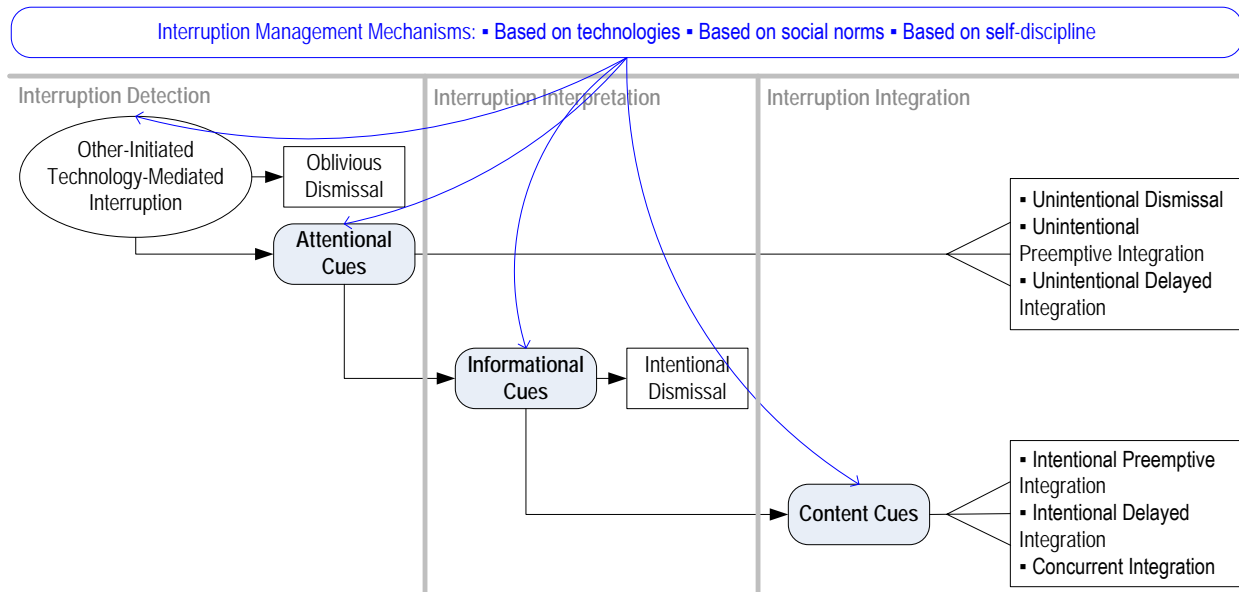 Interruption Management Mechanisms: ▪ Based on technologies ▪ Based on social norms ▪ Based on self-discipline
Interruption Detection
Interruption Interpretation
Interruption Integration
Other-Initiated
Technology-Mediated
Interruption
Oblivious
Dismissal
Attentional
Cues
▪ Unintentional Dismissal
▪ Unintentional
Preemptive Integration
▪ Unintentional Delayed
Integration
Informational
Cues
Intentional
Dismissal
Content Cues
▪ Intentional Preemptive
Integration
▪ Intentional Delayed
Integration
▪ Concurrent Integration